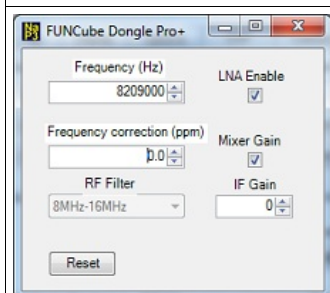 FUNCube Dongle Pro+
Frequency (Hz)
LNA Enable
8209000
Frequency correction (ppm)
Mixer Gain
0.0
RF Filter
IF Gain
8MHz-16MHz
0
Reset